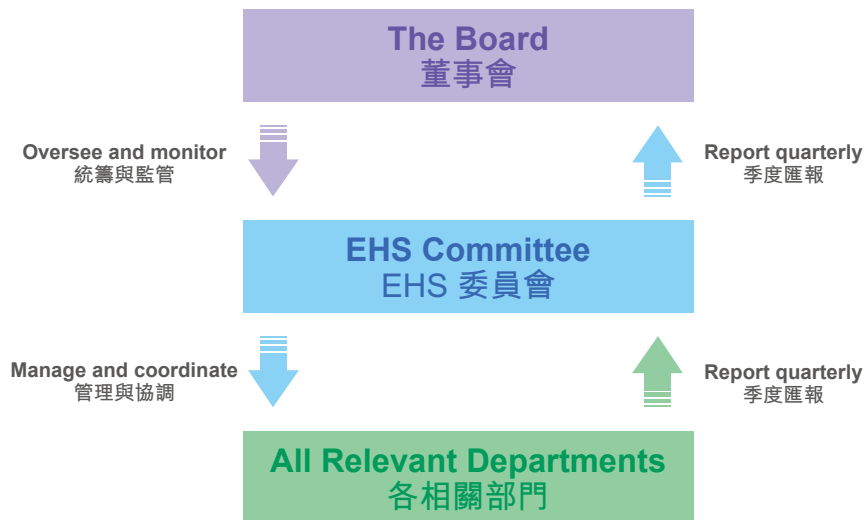 The Board
董事會
Oversee and monitor
統籌與監管
Report quarterly
季度匯報
EHS Committee
EHS 委員會
Manage and coordinate
管理與協調
Report quarterly
季度匯報
All Relevant Departments
各相關部門